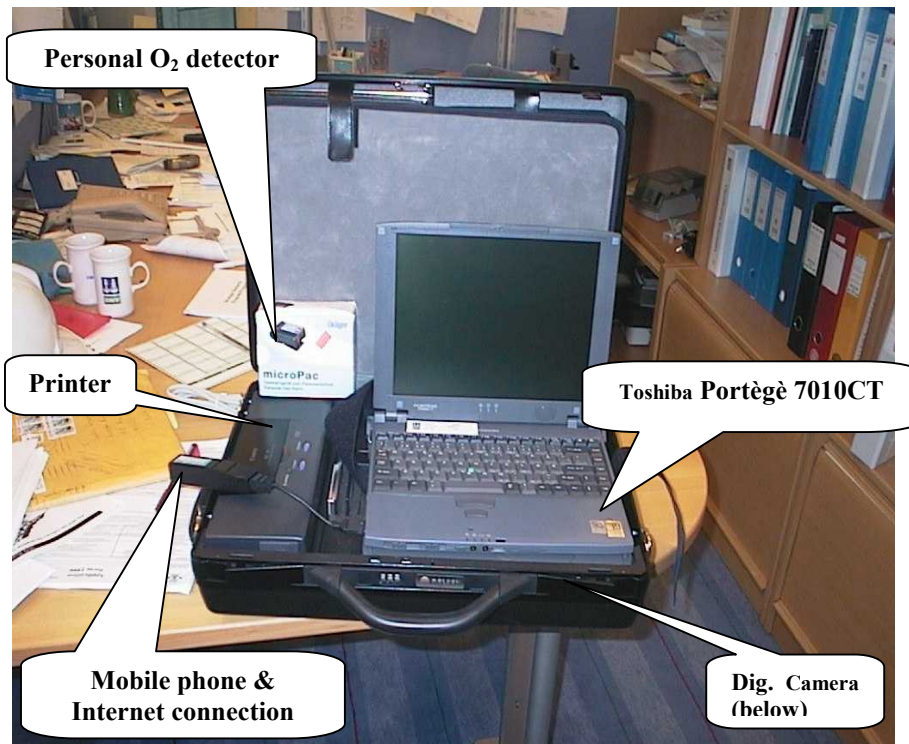 Personal O₂ detector
Dräger
microPac
Printer
Toshiba Portègè 7010CT
Mobile phone &
Internet connection
Dig. Camera
(below)